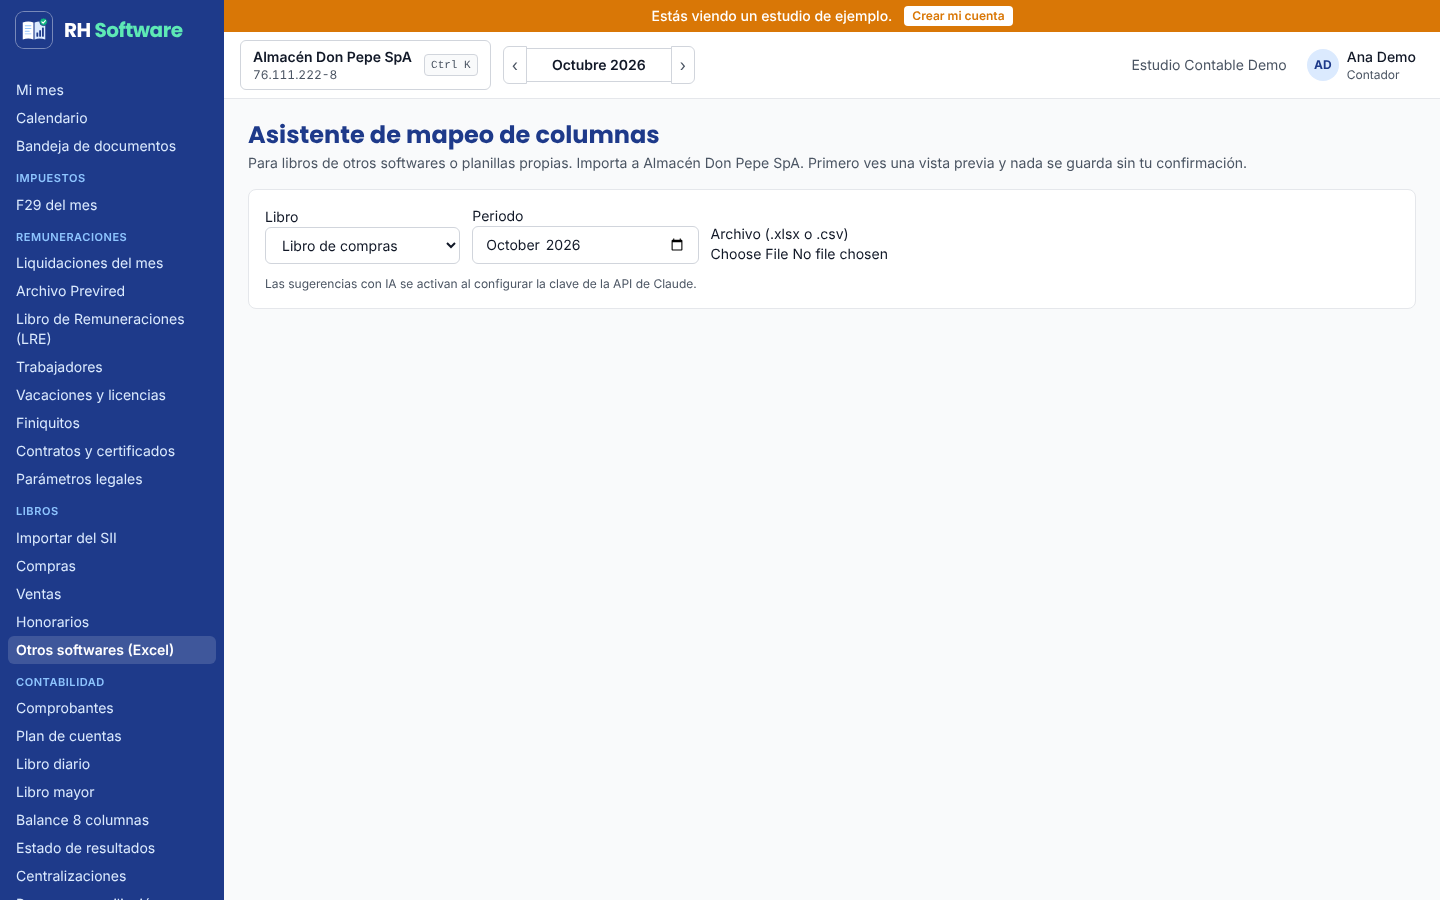 Estás viendo un estudio de ejemplo. Crear mi cuenta
RH Software
Almacén Don Pepe SpA
76.111.222-8
Ctrl K
‹ Octubre 2026 ›
Estudio Contable Demo
AD
Ana Demo
Contador
Mi mes
Calendario
Bandeja de documentos
IMPUESTOS
F29 del mes
REMUNERACIONES
Liquidaciones del mes
Archivo Previred
Libro de Remuneraciones
(LRE)
Trabajadores
Vacaciones y licencias
Finiquitos
Contratos y certificados
Parámetros legales
LIBROS
Importar del SII
Compras
Ventas
Honorarios
Otros softwares (Excel)
CONTABILIDAD
Comprobantes
Plan de cuentas
Libro diario
Libro mayor
Balance 8 columnas
Estado de resultados
Centralizaciones
Asistente de mapeo de columnas
Para libros de otros softwares o planillas propias. Importa a Almacén Don Pepe SpA. Primero ves una vista previa y nada se guarda sin tu confirmación.
Libro
Libro de compras
Periodo
October 2026
Archivo (.xlsx o .csv)
Choose File No file chosen
Las sugerencias con IA se activan al configurar la clave de la API de Claude.